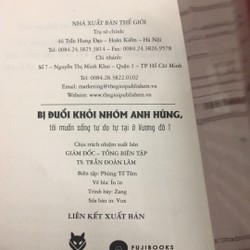 NHÀ XUẤT BẢN THẾ GIỚI
Trụ sở chính:
46 Trần Hưng Đạo – Hoàn Kiếm – Hà Nội
Tel: 0084.24.3825.3814 – Fax: 0084.24.3826.9578
Chi nhánh:
Số 7 – Nguyễn Thị Minh Khai – Quận 1 – TP Hồ Chí Minh
Tel: 0084.28.3822.0102
Email: marketing@thegioipublishers.vn
Website: www.thegioipublishers.vn
BỊ ĐUỔI KHỎI NHÓM ANH HÙNG,
tôi muốn sống tự do tự tại ở Vương đô 1
Chịu trách nhiệm xuất bản
GIÁM ĐỐC – TỔNG BIÊN TẬP
TS. TRẦN ĐOÀN LÂM
Biên tập: Phùng Tố Tâm
Vẽ bìa: In in
Trình bày: Zang
Sửa bản in: Vux
LIÊN KẾT XUẤT BẢN
FUJIBOOKS